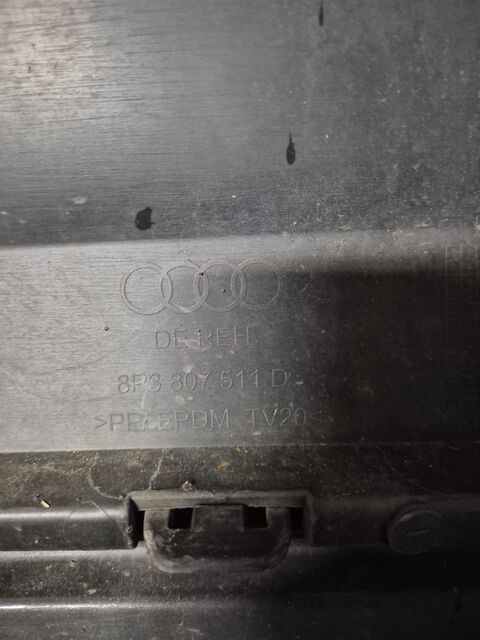 DE REH
8P3 807 511 D
>PP/EPDM TV20<